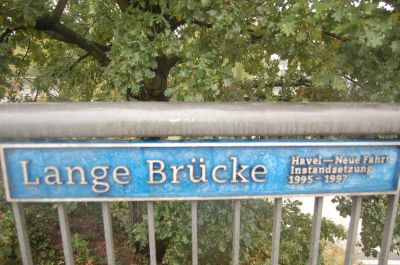 Lange Brücke
Havel—Neue Fahrt
Instandsetzung
1995-1997